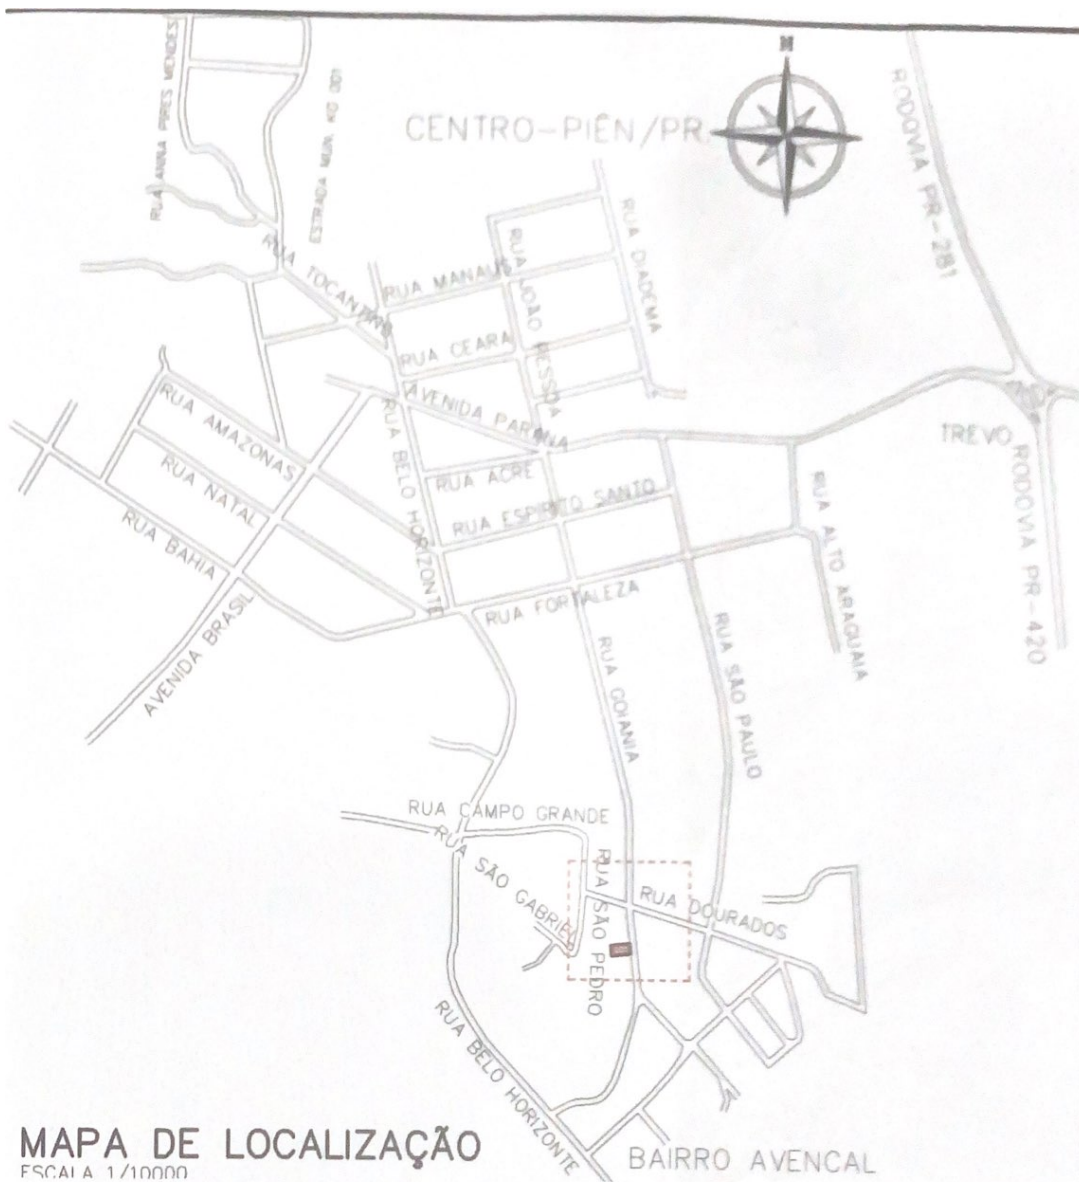 N
CENTRO-PIÊN/PR
RUA ANNA PIRES MENDES
ESTRADA MUN.
RODOVIA PR-281
RUA TOCANTINS
RUA MANAUS
RUA JOÃO PESSOA
RUA DIADEMA
RUA CEARA
AVENIDA PARANA
RUA AMAZONAS
RUA NATAL
RUA BAHIA
AVENIDA BRASIL
RUA BELO HORIZONTE
RUA ACRE
RUA ESPIRITO SANTO
RUA FORTALEZA
TREVO
RODOVIA PR-420
RUA ALTO ARAGUAIA
RUA GOIANIA
RUA SÃO PAULO
RUA CAMPO GRANDE
RUA SÃO GABRIEL
RUA SÃO PEDRO
RUA DOURADOS
RUA BELO HORIZONTE
BAIRRO AVENCAL
MAPA DE LOCALIZAÇÃO
ESCALA 1/10000